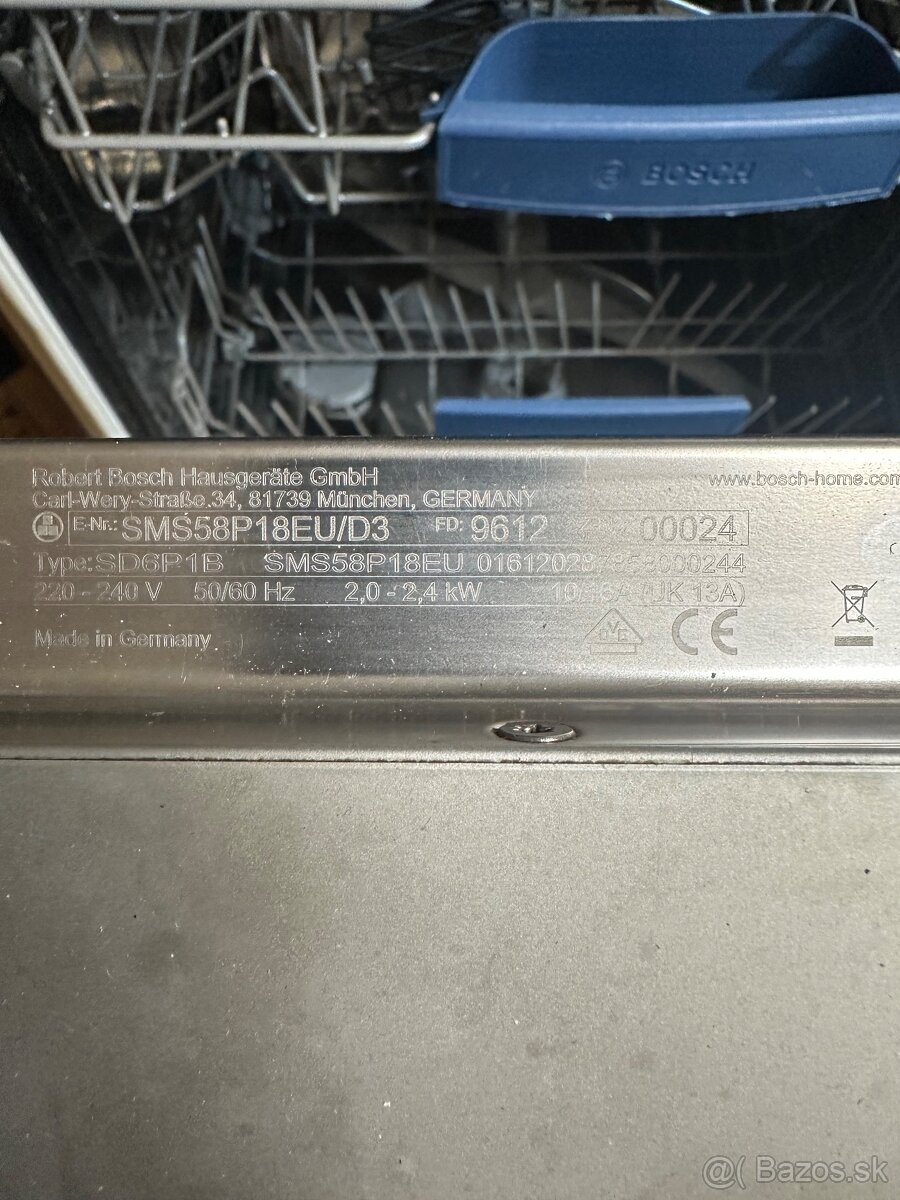 BOSCH
Robert Bosch Hausgeräte GmbH
www.bosch-home.com
Carl-Wery-Straße.34, 81739 München, GERMANY
E-Nr.: SMS58P18EU/D3 FD: 9612 00024
Type: SD6P1B SMS58P18EU
220 - 240 V 50/60 Hz 2,0 - 2,4 kW (UK 13A)
Made in Germany
VDE CE
@( Bazos.sk